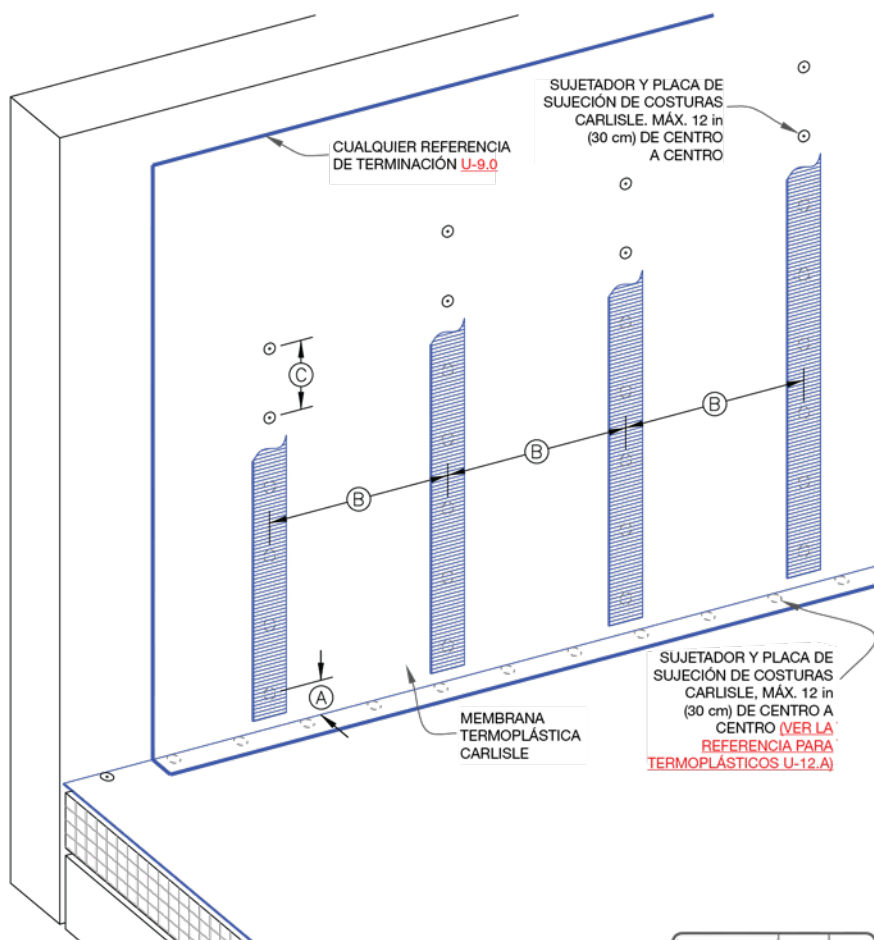 SUJETADOR Y PLACA DE
SUJECIÓN DE COSTURAS
CARLISLE. MÁX. 12 in
(30 cm) DE CENTRO
A CENTRO
CUALQUIER REFERENCIA
DE TERMINACIÓN U-9.0
C
B
B
B
A
MEMBRANA
TERMOPLÁSTICA
CARLISLE
SUJETADOR Y PLACA DE
SUJECIÓN DE COSTURAS
CARLISLE, MÁX. 12 in
(30 cm) DE CENTRO A
CENTRO (VER LA
REFERENCIA PARA
TERMOPLÁSTICOS U-12.A)